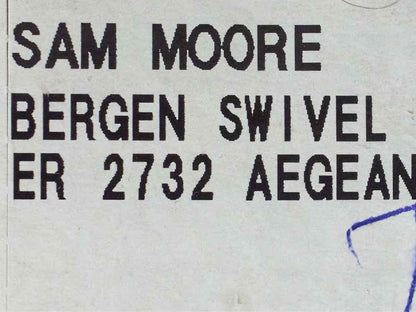 SAM MOORE
BERGEN SWIVEL
ER 2732 AEGEAN